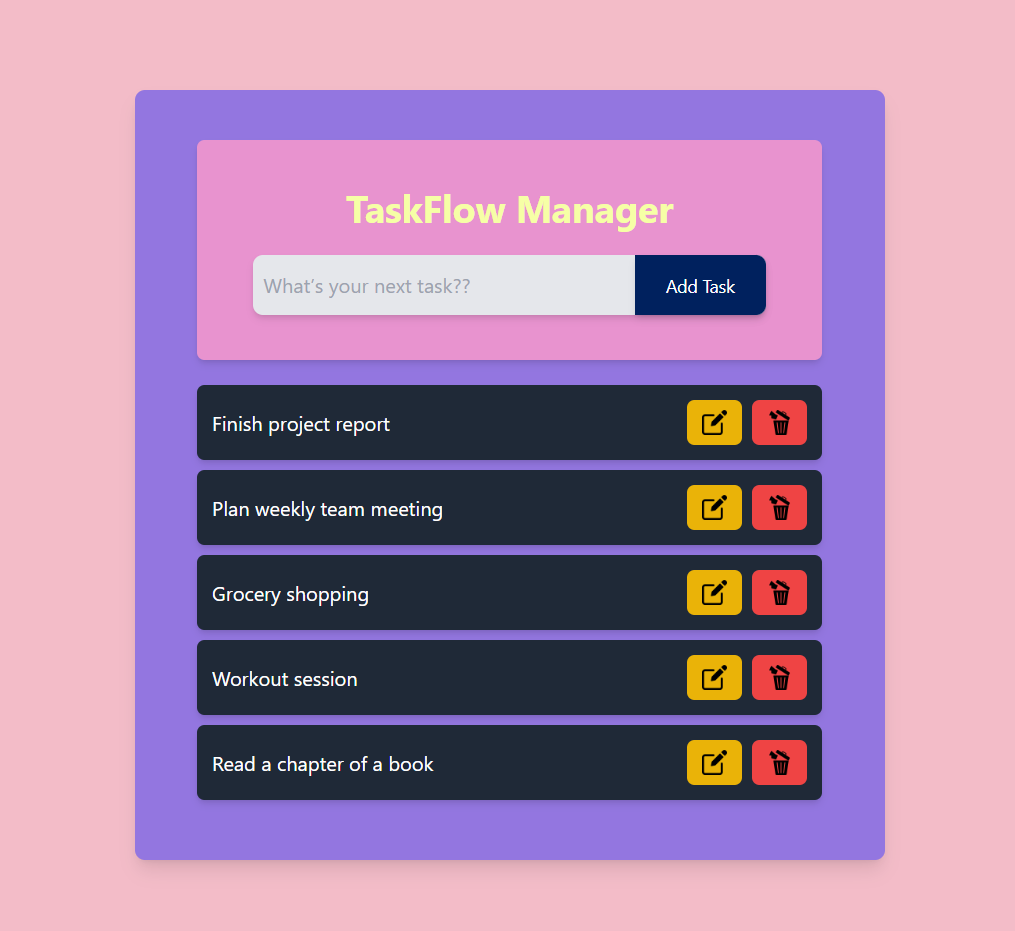 TaskFlow Manager
What's your next task??
Add Task
Finish project report
Plan weekly team meeting
Grocery shopping
Workout session
Read a chapter of a book